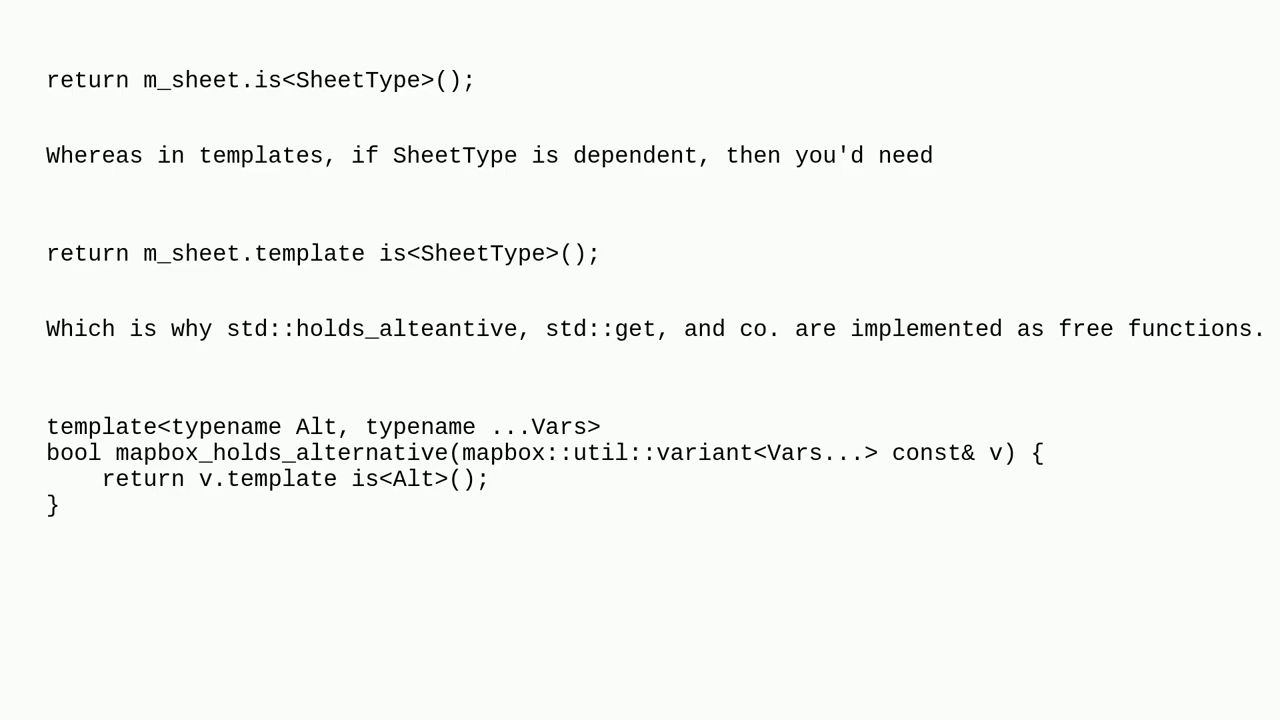 return m_sheet.is<SheetType>();
Whereas in templates, if SheetType is dependent, then you'd need
return m_sheet.template is<SheetType>();
Which is why std::holds_alteantive, std::get, and co. are implemented as free functions.
template<typename Alt, typename ...Vars>
bool mapbox_holds_alternative(mapbox::util::variant<Vars...> const& v) {
    return v.template is<Alt>();
}